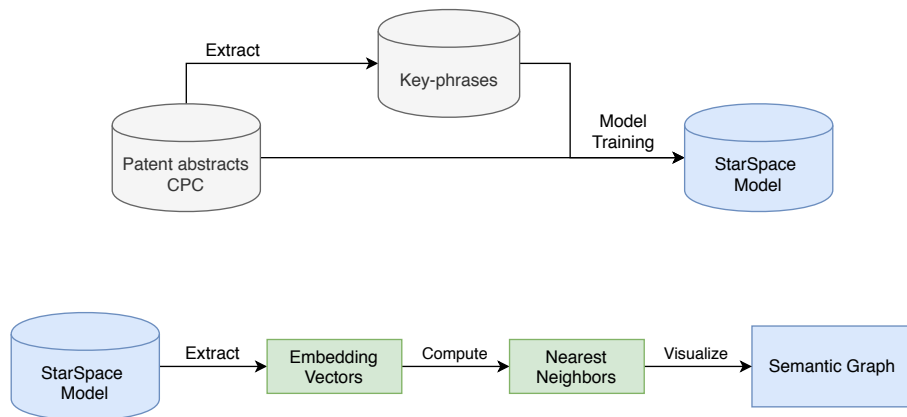 Extract
Key-phrases
Patent abstracts
CPC
Model
Training
StarSpace
Model
StarSpace
Model
Extract
Embedding
Vectors
Compute
Nearest
Neighbors
Visualize
Semantic Graph